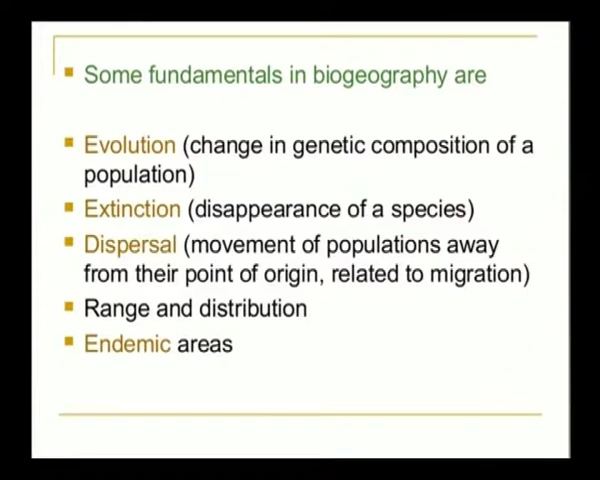 Some fundamentals in biogeography are
Evolution (change in genetic composition of a
population)
Extinction (disappearance of a species)
Dispersal (movement of populations away
from their point of origin, related to migration)
Range and distribution
Endemic areas